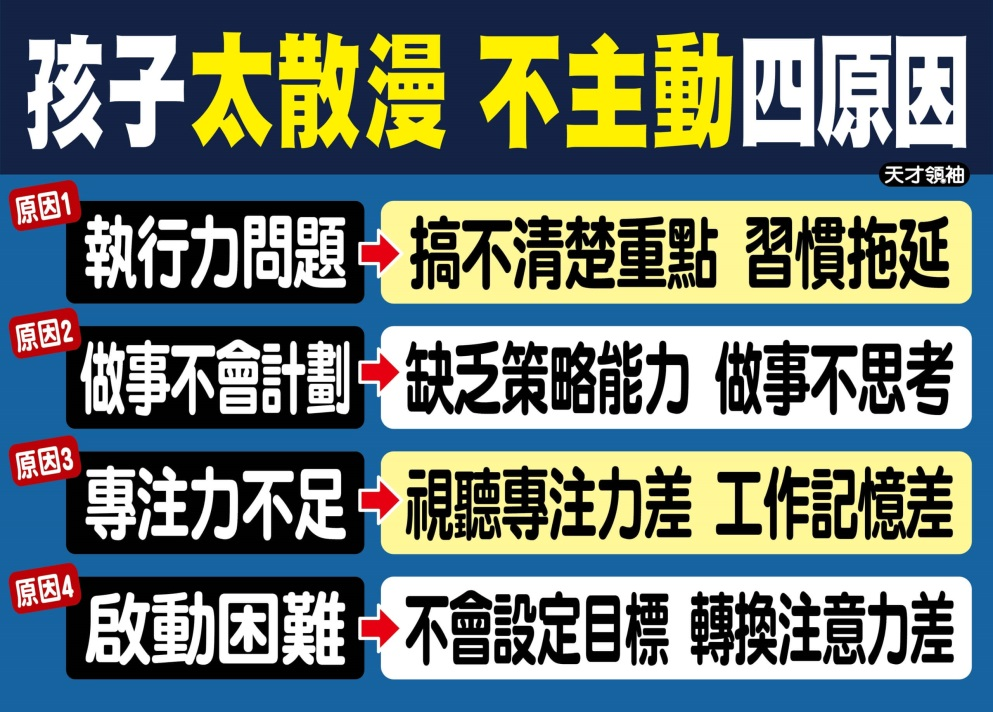 孩子太散漫 不主動四原因
天才領袖
原因1
執行力問題 搞不清楚重點 習慣拖延
原因2
做事不會計劃 缺乏策略能力 做事不思考
原因3
專注力不足 視聽專注力差 工作記憶差
原因4
啟動困難 不會設定目標 轉換注意力差